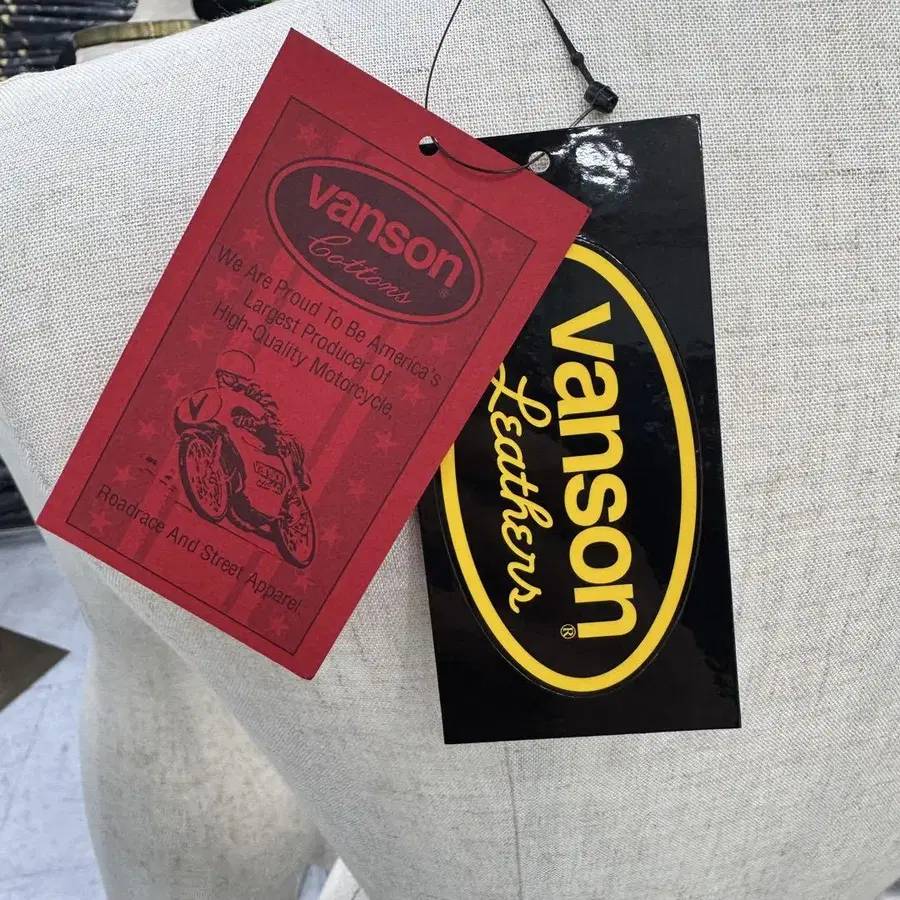 vanson
Cottons
®
We Are Proud To Be America's
Largest Producer Of
High-Quality Motorcycle,
V
Roadrace And Street Apparel.
vanson
Leathers
®